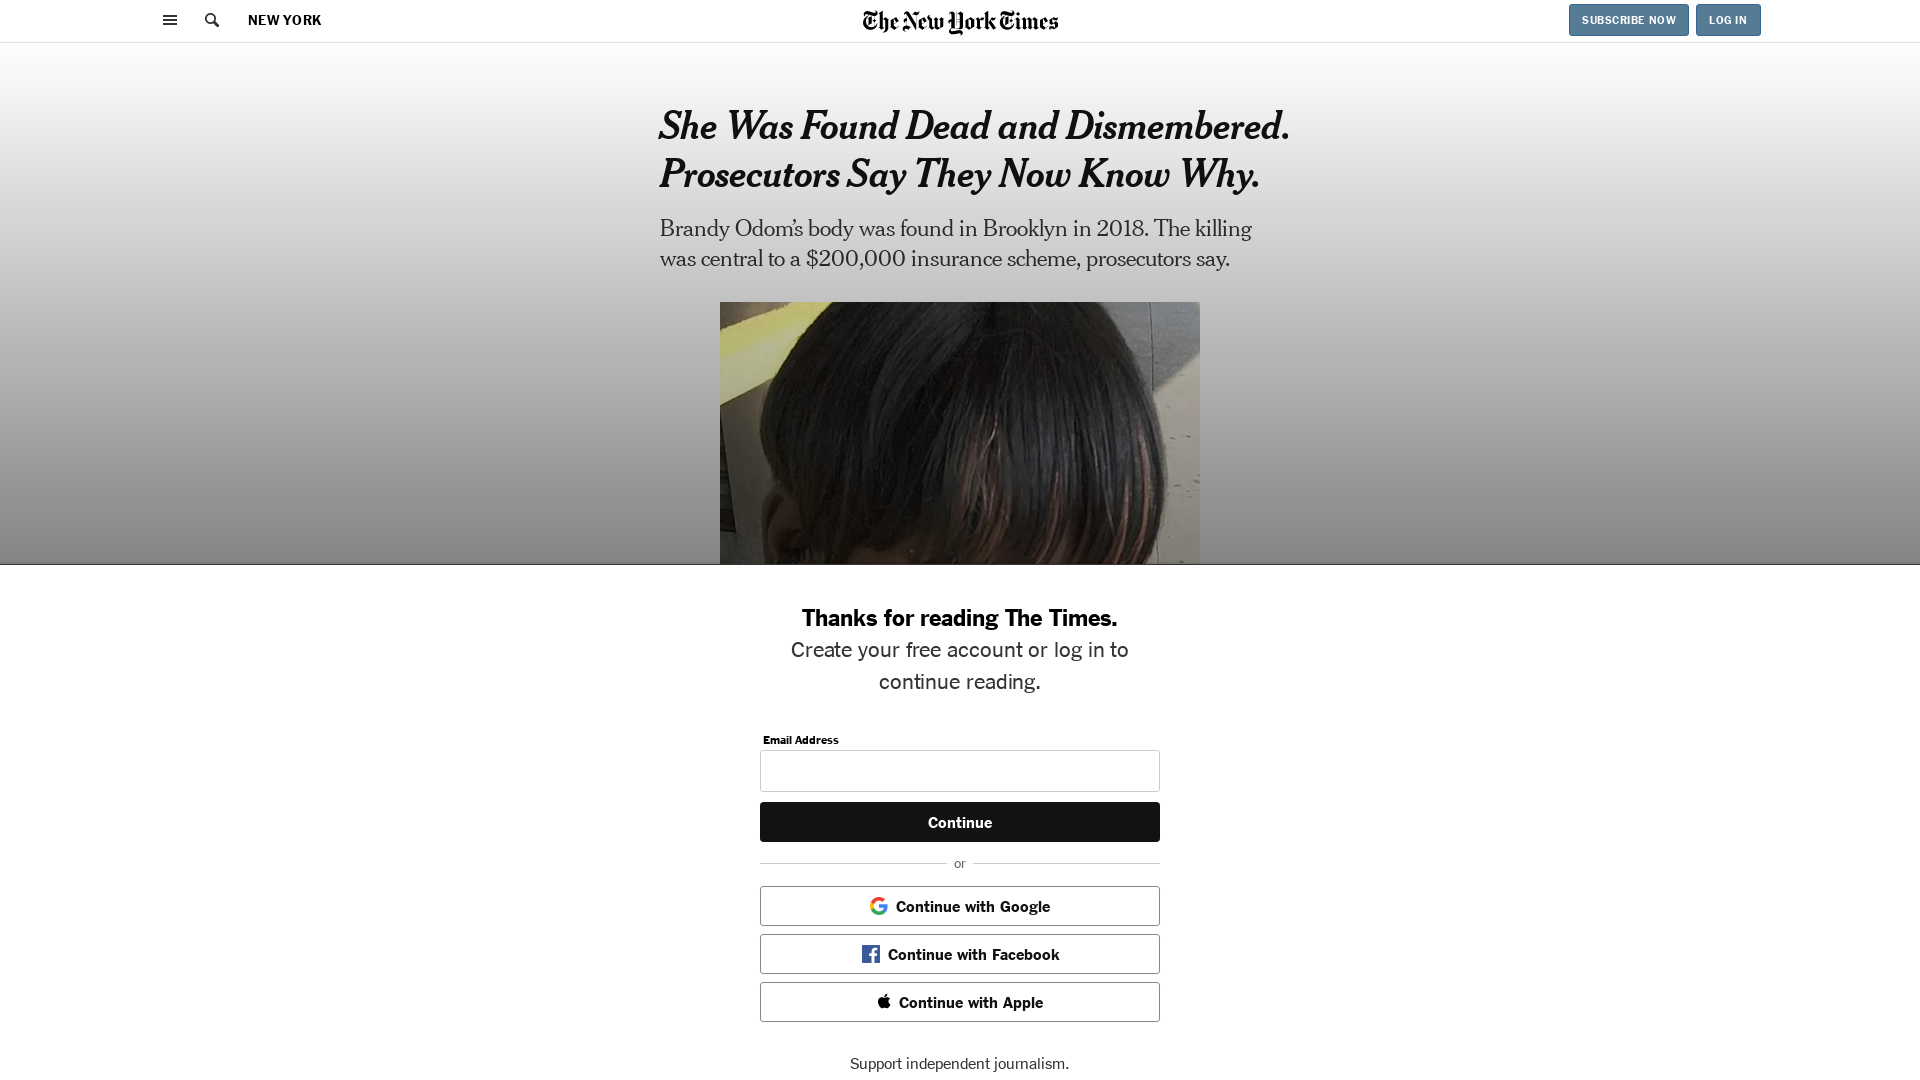 NEW YORK
The New York Times
SUBSCRIBE NOW
LOG IN
She Was Found Dead and Dismembered.
Prosecutors Say They Now Know Why.
Brandy Odom’s body was found in Brooklyn in 2018. The killing
was central to a $200,000 insurance scheme, prosecutors say.
Thanks for reading The Times.
Create your free account or log in to
continue reading.
Email Address
Continue
or
Continue with Google
Continue with Facebook
Continue with Apple
Support independent journalism.